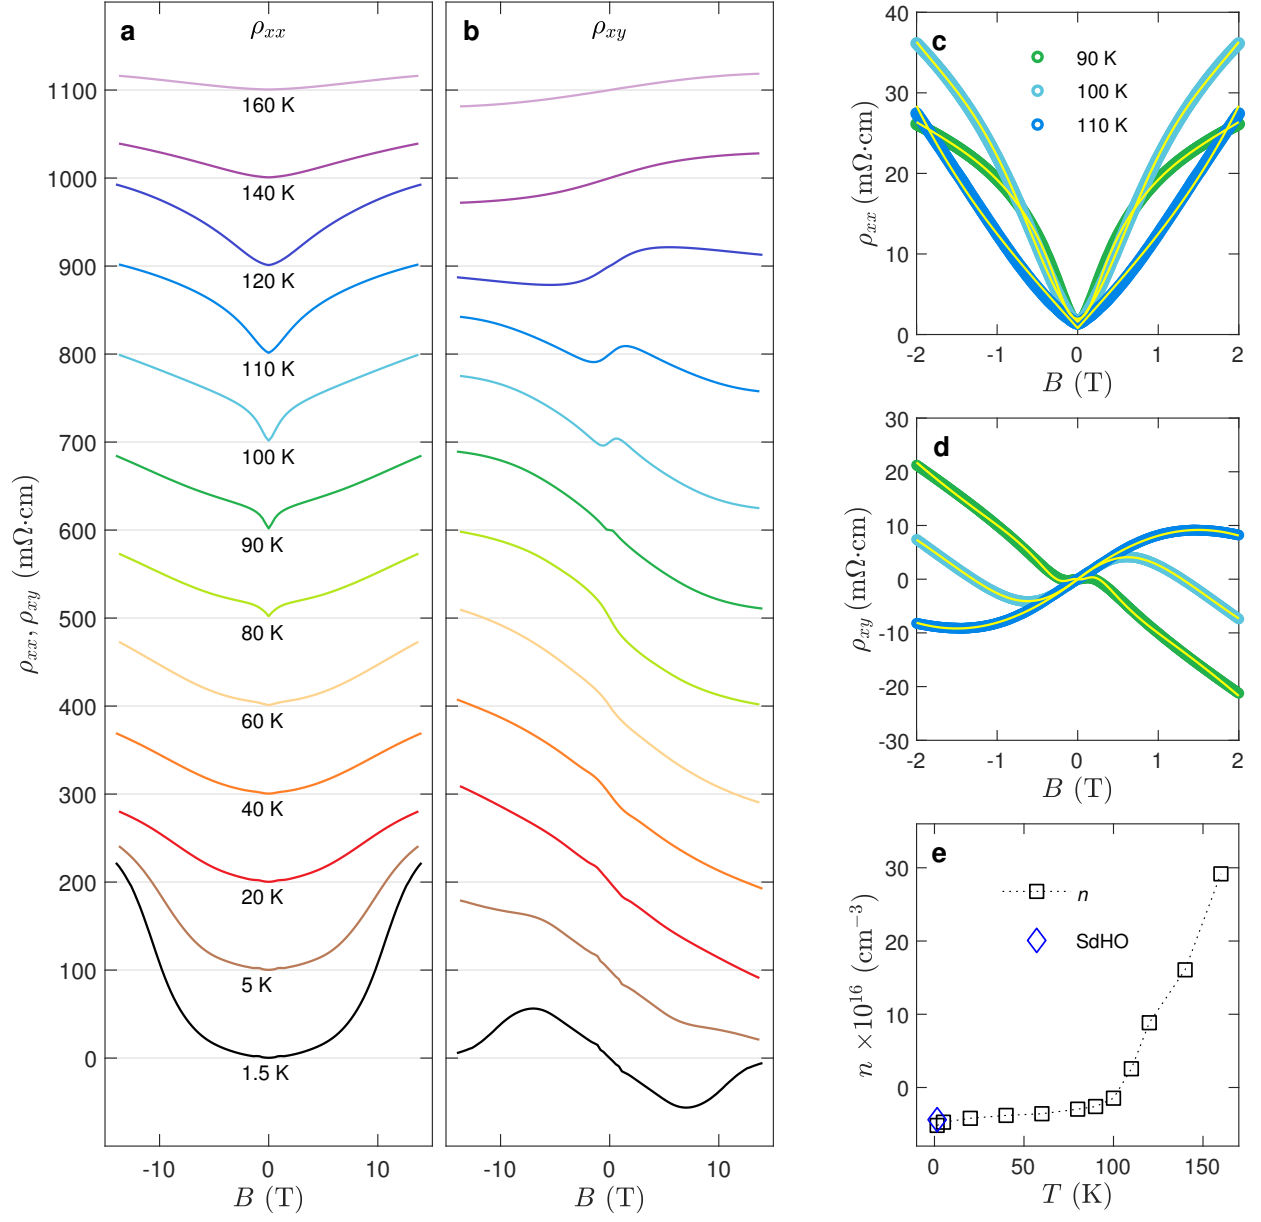 a
ρxx
1100
1000
900
800
700
600
500
400
300
200
100
0
ρxx, ρxy (mΩ·cm)
160 K
140 K
120 K
110 K
100 K
90 K
80 K
60 K
40 K
20 K
5 K
1.5 K
-10
0
10
B (T)
b
ρxy
-10
0
10
B (T)
c
90 K
100 K
110 K
40
30
20
10
0
ρxx (mΩ·cm)
-2
-1
0
1
2
B (T)
d
30
20
10
0
-10
-20
-30
ρxy (mΩ·cm)
-2
-1
0
1
2
B (T)
e
n
SdHO
30
20
10
0
n ×10¹⁶ (cm⁻³)
0
50
100
150
T (K)